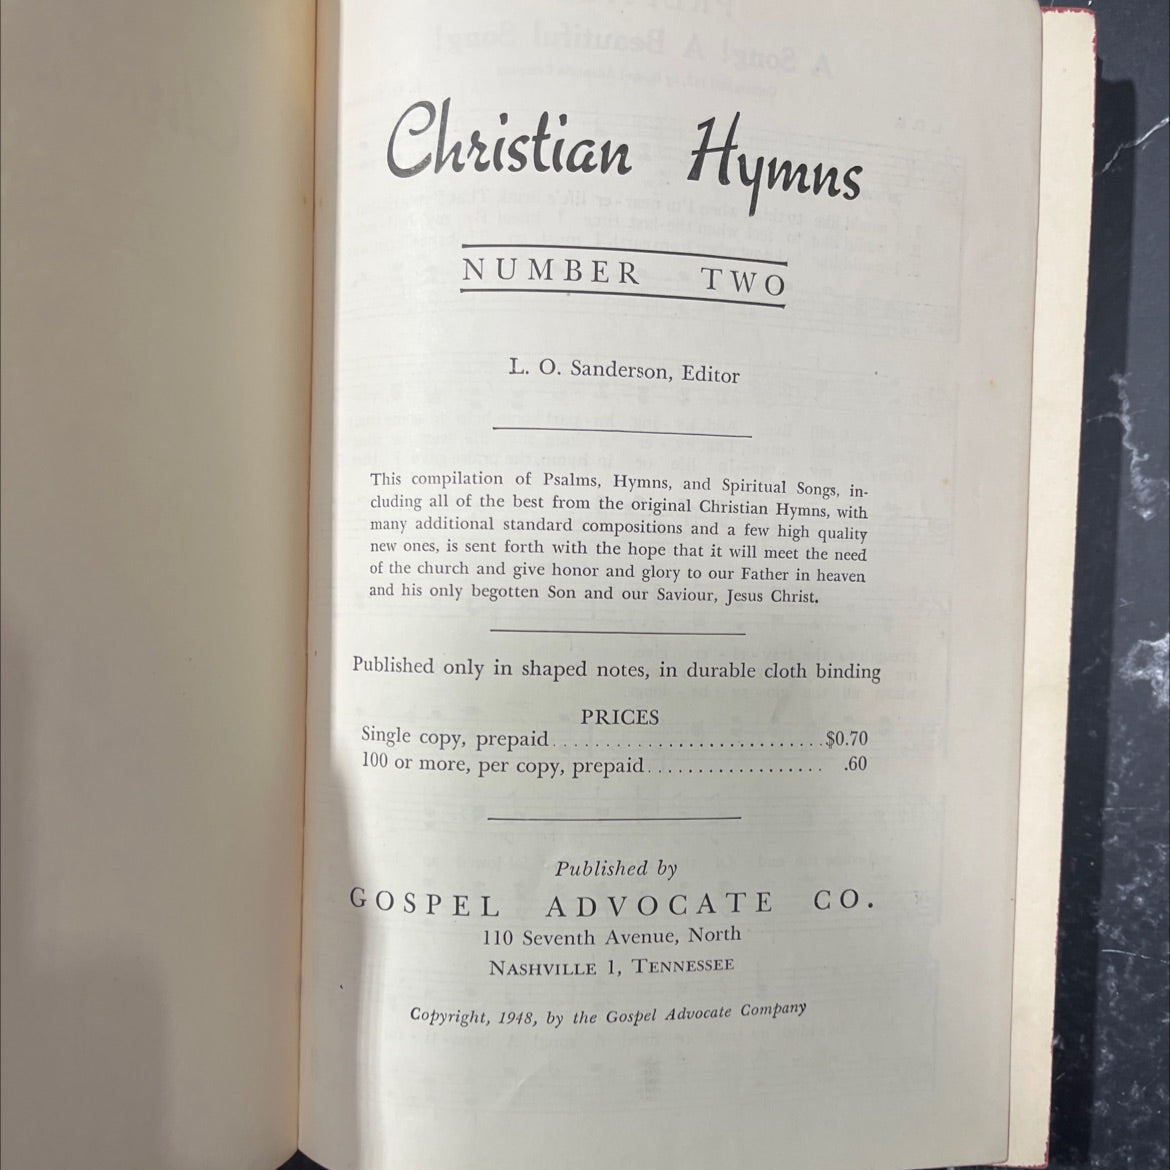 Christian Hymns
NUMBER TWO
L. O. Sanderson, Editor
This compilation of Psalms, Hymns, and Spiritual Songs, in-
cluding all of the best from the original Christian Hymns, with
many additional standard compositions and a few high quality
new ones, is sent forth with the hope that it will meet the need
of the church and give honor and glory to our Father in heaven
and his only begotten Son and our Saviour, Jesus Christ.
Published only in shaped notes, in durable cloth binding
PRICES
Single copy, prepaid..........................$0.70
100 or more, per copy, prepaid................. .60
Published by
GOSPEL ADVOCATE CO.
110 Seventh Avenue, North
NASHVILLE 1, TENNESSEE
Copyright, 1948, by the Gospel Advocate Company